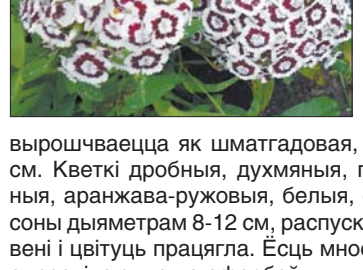 вырошчваецца як шматгадовая,
см. Кветкі дробныя, духмяныя,
ныя, аранжава-ружовыя, белыя,
соны дыяметрам 8-12 см, распуск
вені і цвітуць працягла. Ёсць мнос